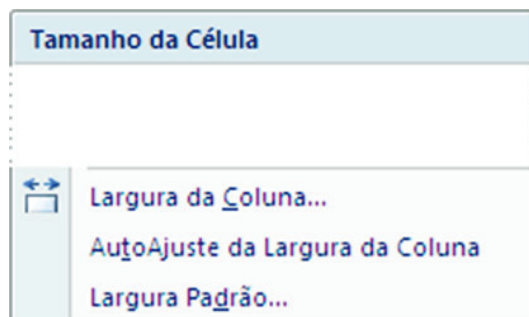 Tamanho da Célula
Largura da Coluna...
AutoAjuste da Largura da Coluna
Largura Padrão...